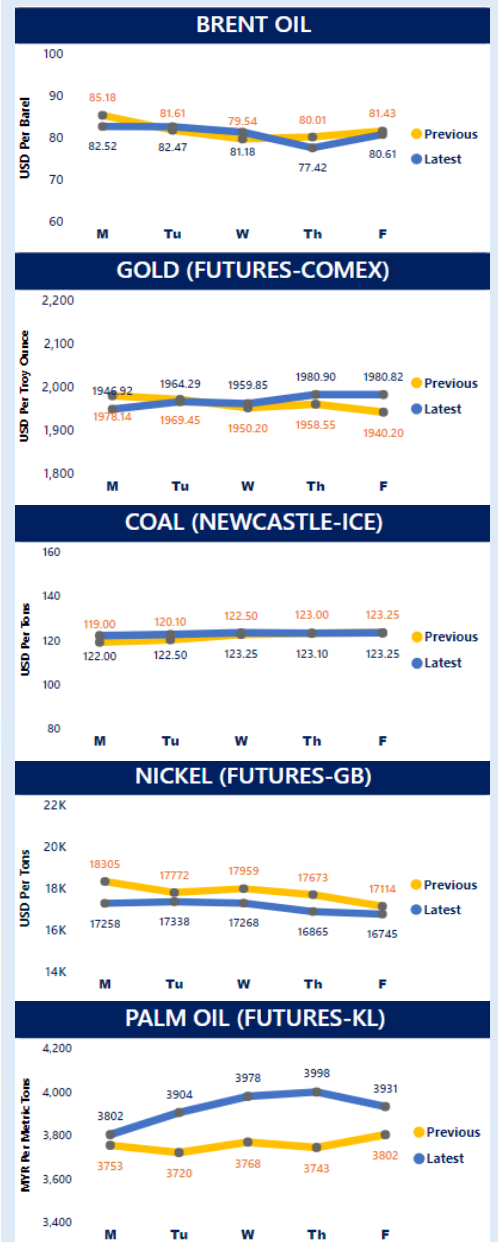 BRENT OIL
100
90
80
70
60
USD Per Barel
85.18 81.61 79.54 80.01 81.43
82.52 82.47 81.18 77.42 80.61
Previous
Latest
M Tu W Th F
GOLD (FUTURES-COMEX)
2,200
2,100
2,000
1,900
1,800
USD Per Troy Ounce
1946.92 1964.29 1959.85 1980.90 1980.82
1978.14 1969.45 1950.20 1958.55 1940.20
Previous
Latest
M Tu W Th F
COAL (NEWCASTLE-ICE)
160
140
120
100
80
USD Per Tons
119.00 120.10 122.50 123.00 123.25
122.00 122.50 123.25 123.10 123.25
Previous
Latest
M Tu W Th F
NICKEL (FUTURES-GB)
22K
20K
18K
16K
14K
USD Per Tons
18305 17772 17959 17673 17114
17258 17338 17268 16865 16745
Previous
Latest
M Tu W Th F
PALM OIL (FUTURES-KL)
4,200
4,000
3,800
3,600
3,400
MYR Per Metric Tons
3802 3904 3978 3998 3931
3753 3720 3768 3743 3802
Previous
Latest
M Tu W Th F